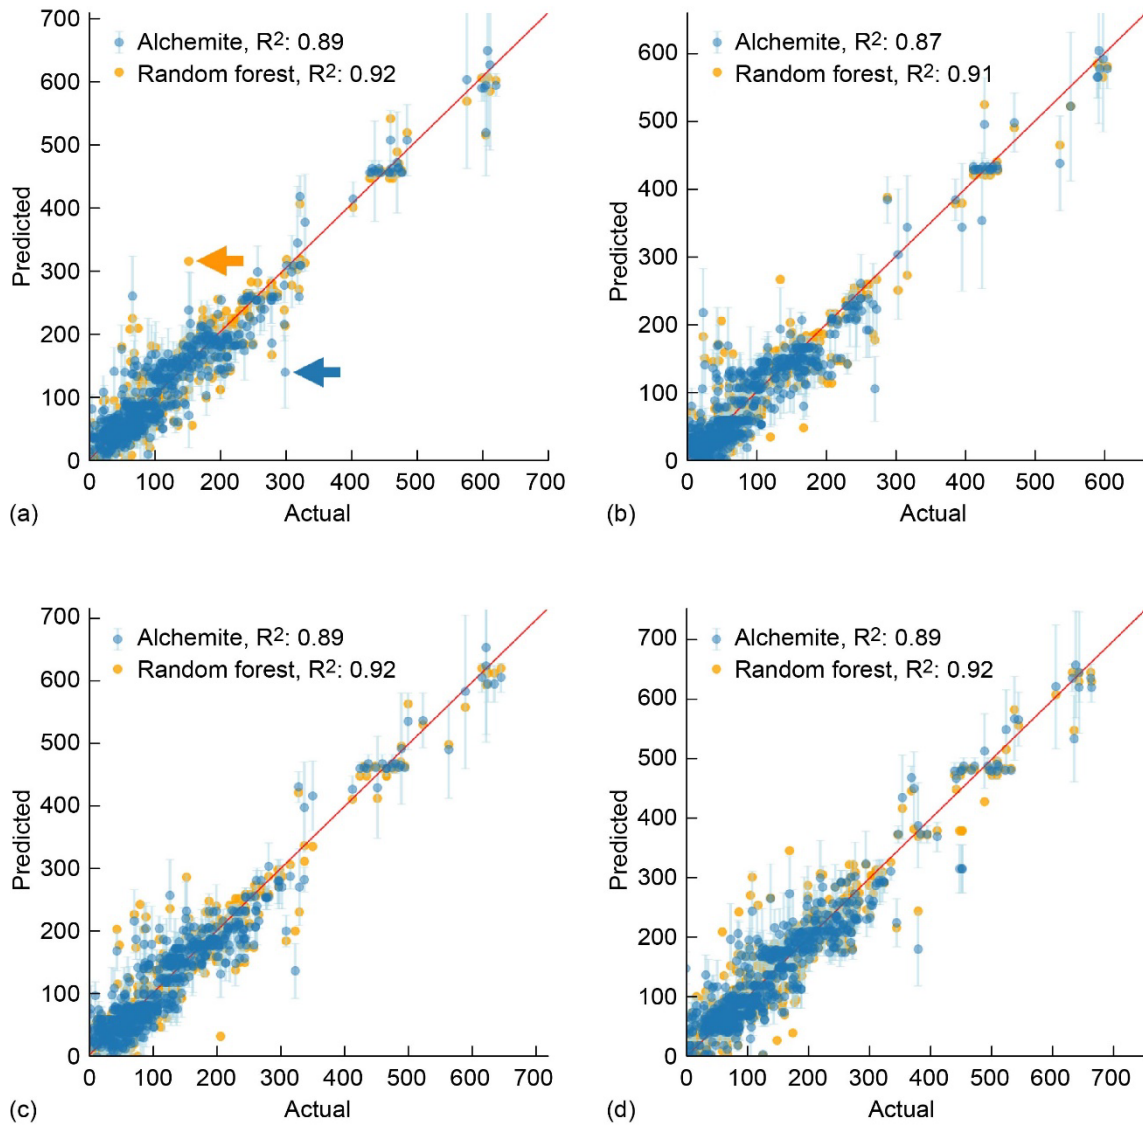 Alchemite, R²: 0.89
Random forest, R²: 0.92
700
600
500
400
300
200
100
0
Predicted
0 100 200 300 400 500 600 700
Actual
(a)
Alchemite, R²: 0.87
Random forest, R²: 0.91
600
500
400
300
200
100
0
Predicted
0 100 200 300 400 500 600
Actual
(b)
Alchemite, R²: 0.89
Random forest, R²: 0.92
700
600
500
400
300
200
100
0
Predicted
0 100 200 300 400 500 600 700
Actual
(c)
Alchemite, R²: 0.89
Random forest, R²: 0.92
700
600
500
400
300
200
100
0
Predicted
0 100 200 300 400 500 600 700
Actual
(d)